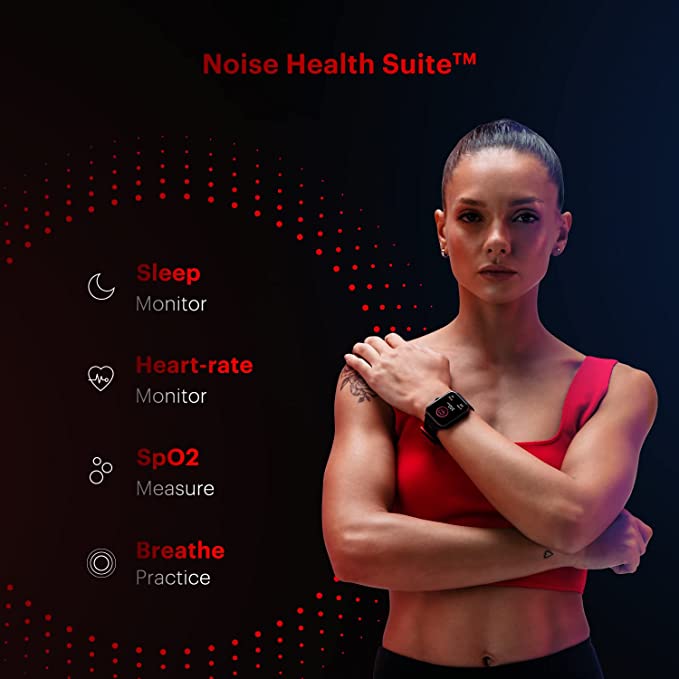 Noise Health Suite™
Sleep
Monitor
Heart-rate
Monitor
SpO2
Measure
Breathe
Practice